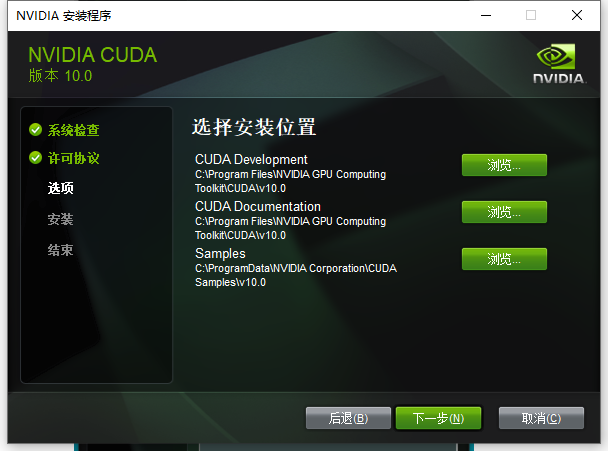 NVIDIA 安装程序
NVIDIA CUDA
版本 10.0
NVIDIA.
系统检查
许可协议
选项
安装
结束
选择安装位置
CUDA Development
C:\Program Files\NVIDIA GPU Computing
Toolkit\CUDA\v10.0
浏览...
CUDA Documentation
C:\Program Files\NVIDIA GPU Computing
Toolkit\CUDA\v10.0
浏览...
Samples
C:\ProgramData\NVIDIA Corporation\CUDA
Samples\v10.0
浏览...
后退(B)
下一步(N)
取消(C)